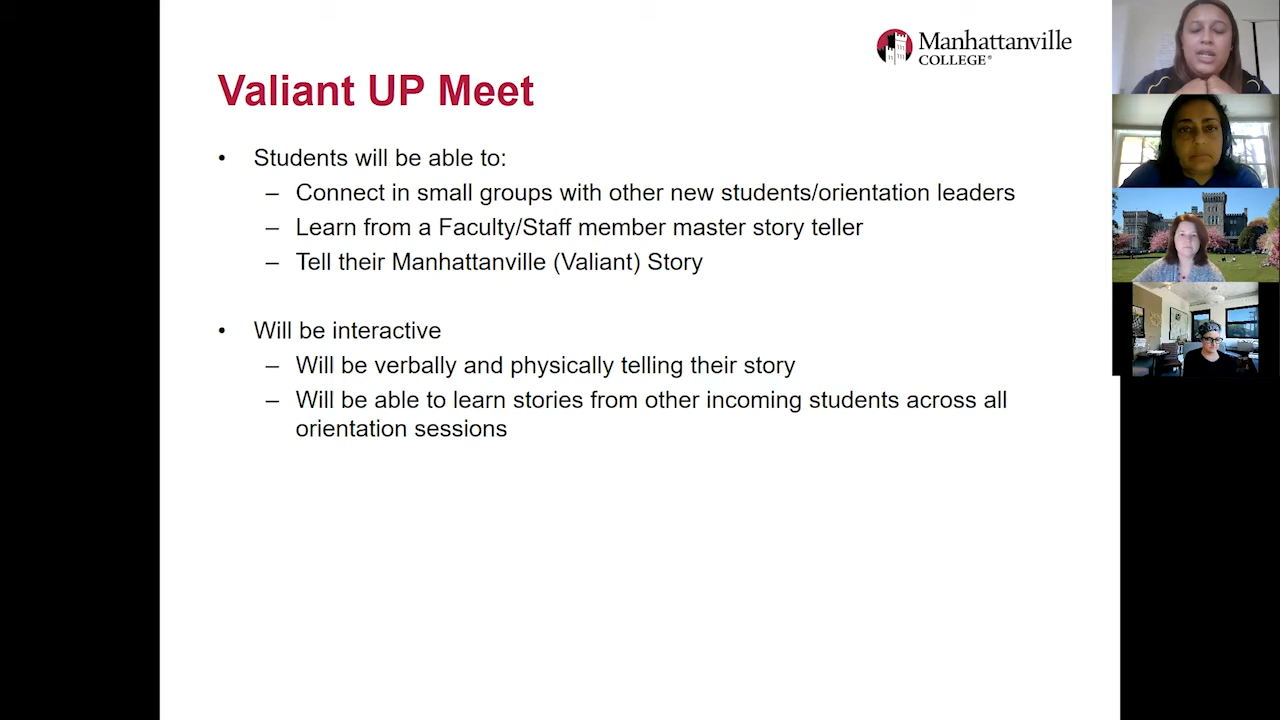 Manhattanville
COLLEGE®
Valiant UP Meet
• Students will be able to:
– Connect in small groups with other new students/orientation leaders
– Learn from a Faculty/Staff member master story teller
– Tell their Manhattanville (Valiant) Story
• Will be interactive
– Will be verbally and physically telling their story
– Will be able to learn stories from other incoming students across all
orientation sessions